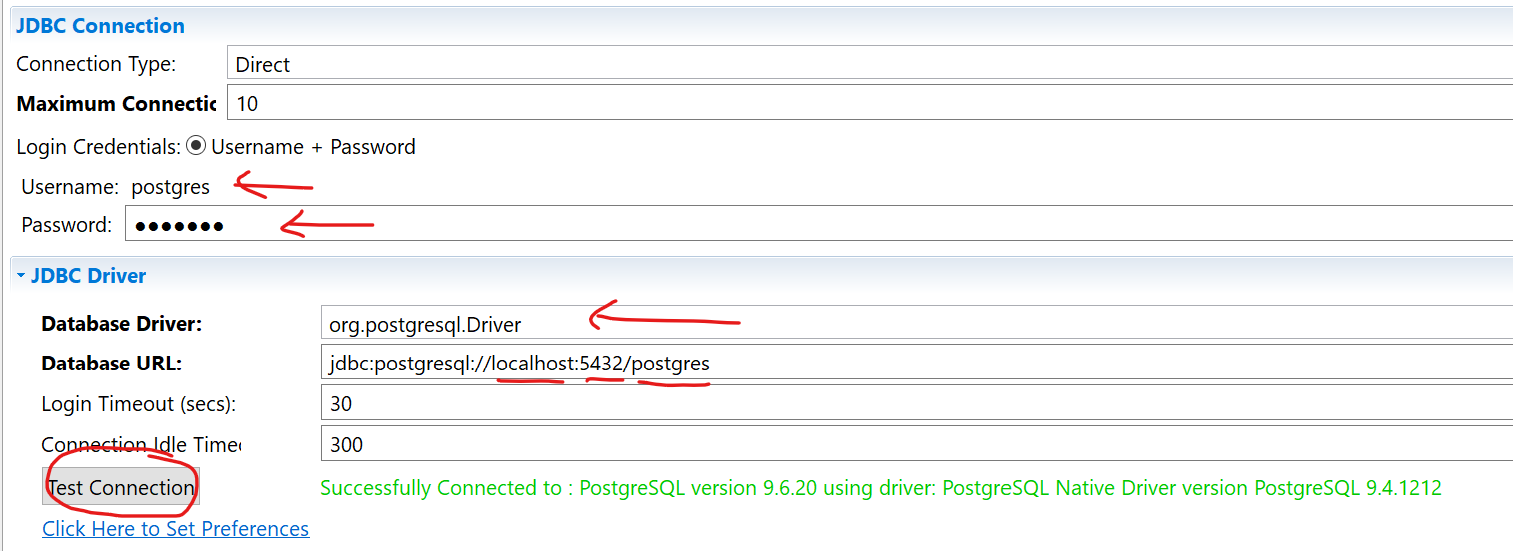 JDBC Connection
Connection Type: Direct
Maximum Connectio 10
Login Credentials: Username + Password
Username: postgres
Password: ●●●●●●●
JDBC Driver
Database Driver: org.postgresql.Driver
Database URL: jdbc:postgresql://localhost:5432/postgres
Login Timeout (secs): 30
Connection Idle Timeo 300
Test Connection Successfully Connected to : PostgreSQL version 9.6.20 using driver: PostgreSQL Native Driver version PostgreSQL 9.4.1212
Click Here to Set Preferences